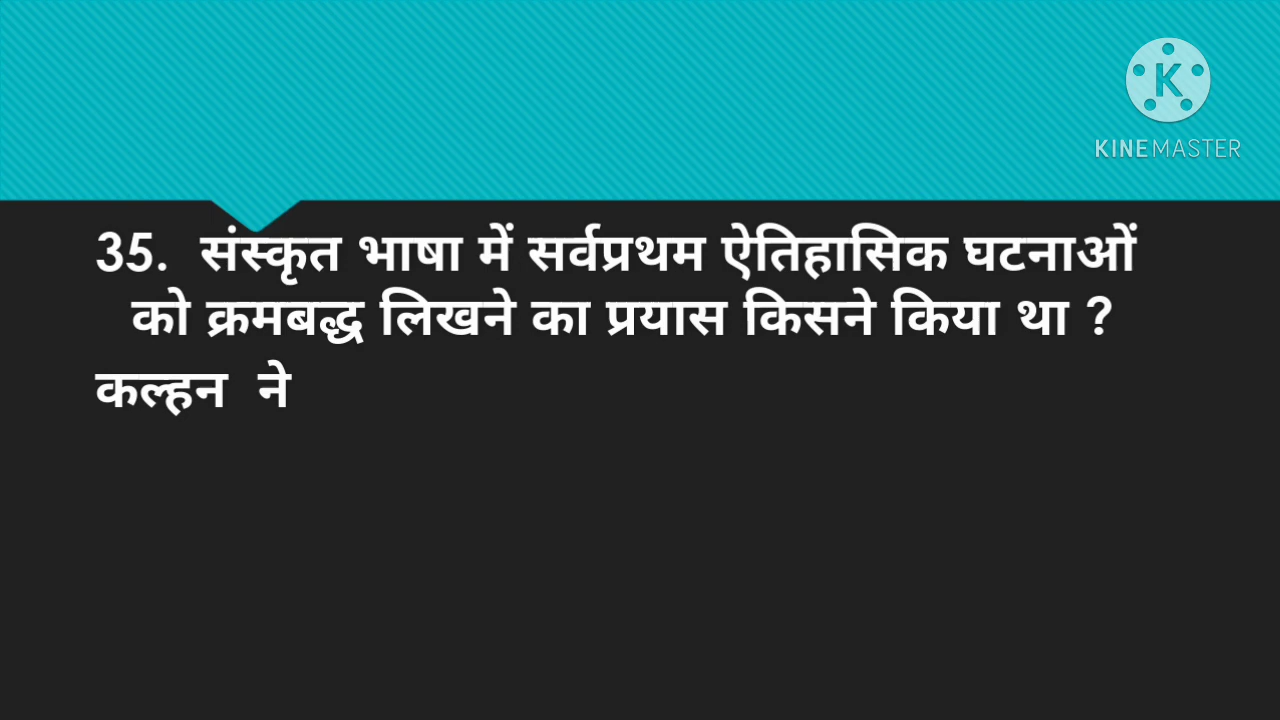 K
KINEMASTER
35. संस्कृत भाषा में सर्वप्रथम ऐतिहासिक घटनाओं
को क्रमबद्ध लिखने का प्रयास किसने किया था ?
कल्हन ने